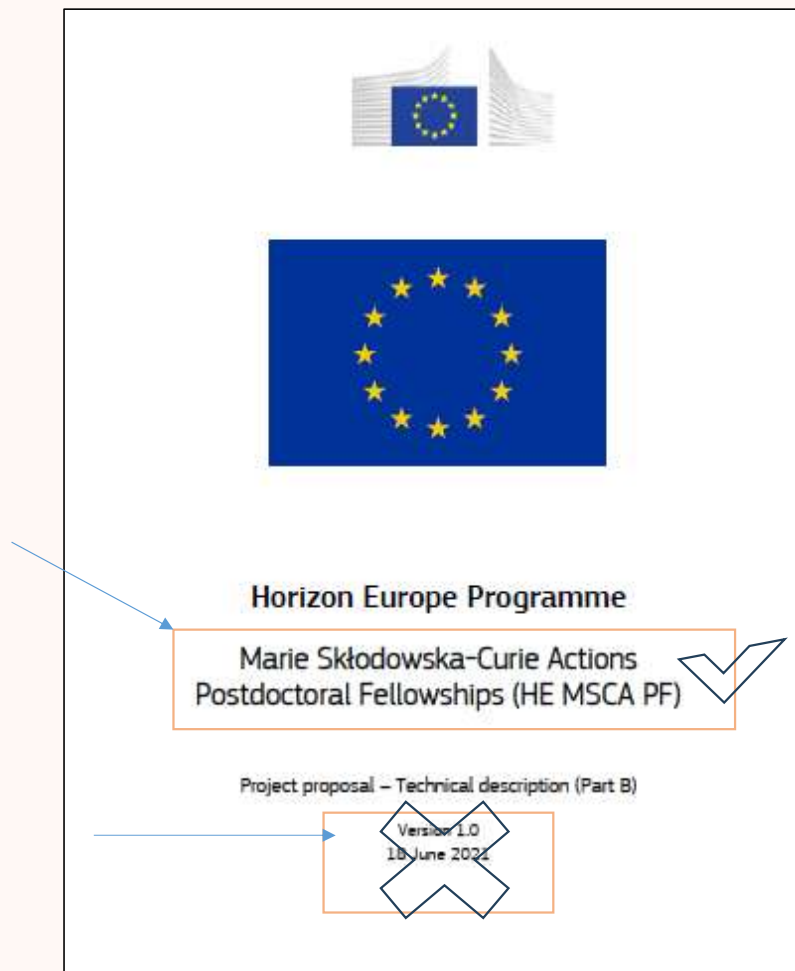 Horizon Europe Programme
Marie Skłodowska-Curie Actions
Postdoctoral Fellowships (HE MSCA PF)
Project proposal – Technical description (Part B)
Version 1.0
18 June 2021